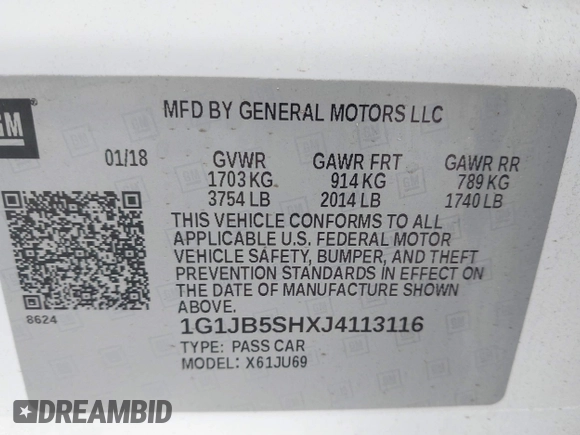 GM
MFD BY GENERAL MOTORS LLC
01/18 GVWR GAWR FRT GAWR RR
1703 KG 914 KG 789 KG
3754 LB 2014 LB 1740 LB
THIS VEHICLE CONFORMS TO ALL
APPLICABLE U.S. FEDERAL MOTOR
VEHICLE SAFETY, BUMPER, AND THEFT
PREVENTION STANDARDS IN EFFECT ON
THE DATE OF MANUFACTURE SHOWN
ABOVE.
8624
1G1JB5SHXJ4113116
TYPE: PASS CAR
MODEL: X61JU69
DREAMBID